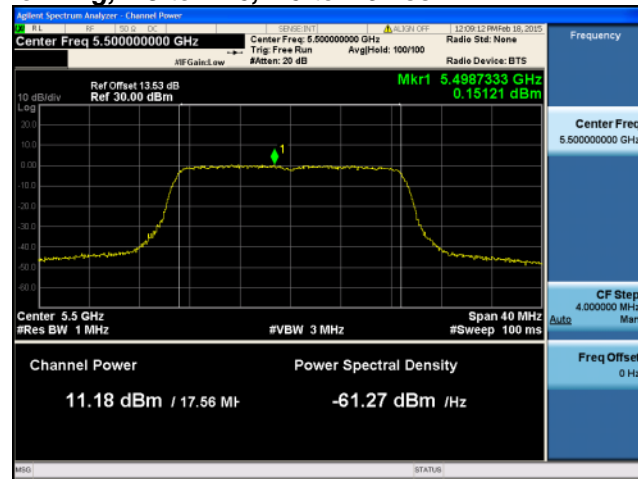 Agilent Spectrum Analyzer - Channel Power
RL RF 50 Ω DC SENSE:INT ALIGN OFF 12:09:12 PM Feb 18, 2015
Center Freq 5.500000000 GHz
#IFGain:Low
Center Freq: 5.500000000 GHz
Trig: Free Run Avg|Hold: 100/100
#Atten: 20 dB
Radio Std: None
Radio Device: BTS
Frequency
Ref Offset 13.53 dB
10 dB/div Ref 30.00 dBm
Log
Mkr1 5.4987333 GHz
0.15121 dBm
20.0
10.0
0.00
-10.0
-20.0
-30.0
-40.0
-50.0
-60.0
1
Center Freq
5.500000000 GHz
Center 5.5 GHz Span 40 MHz
#Res BW 1 MHz #VBW 3 MHz #Sweep 100 ms
CF Step
4.000000 MHz
Auto Man
Channel Power Power Spectral Density
11.18 dBm / 17.56 MH -61.27 dBm /Hz
Freq Offset
0 Hz
MSG STATUS